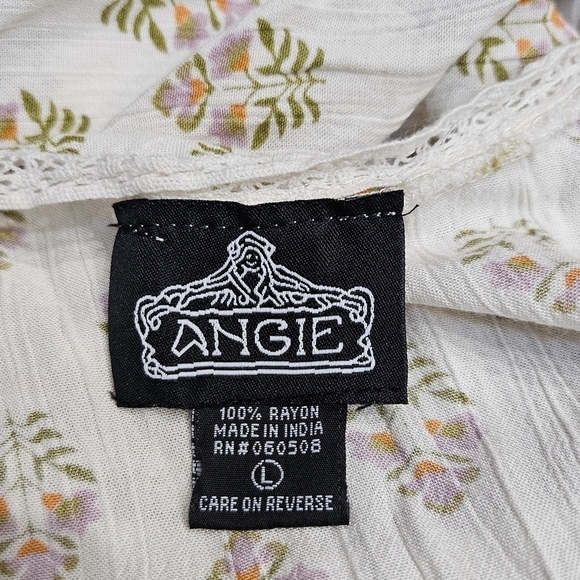 ANGIE
100% RAYON
MADE IN INDIA
RN#060508
L
CARE ON REVERSE